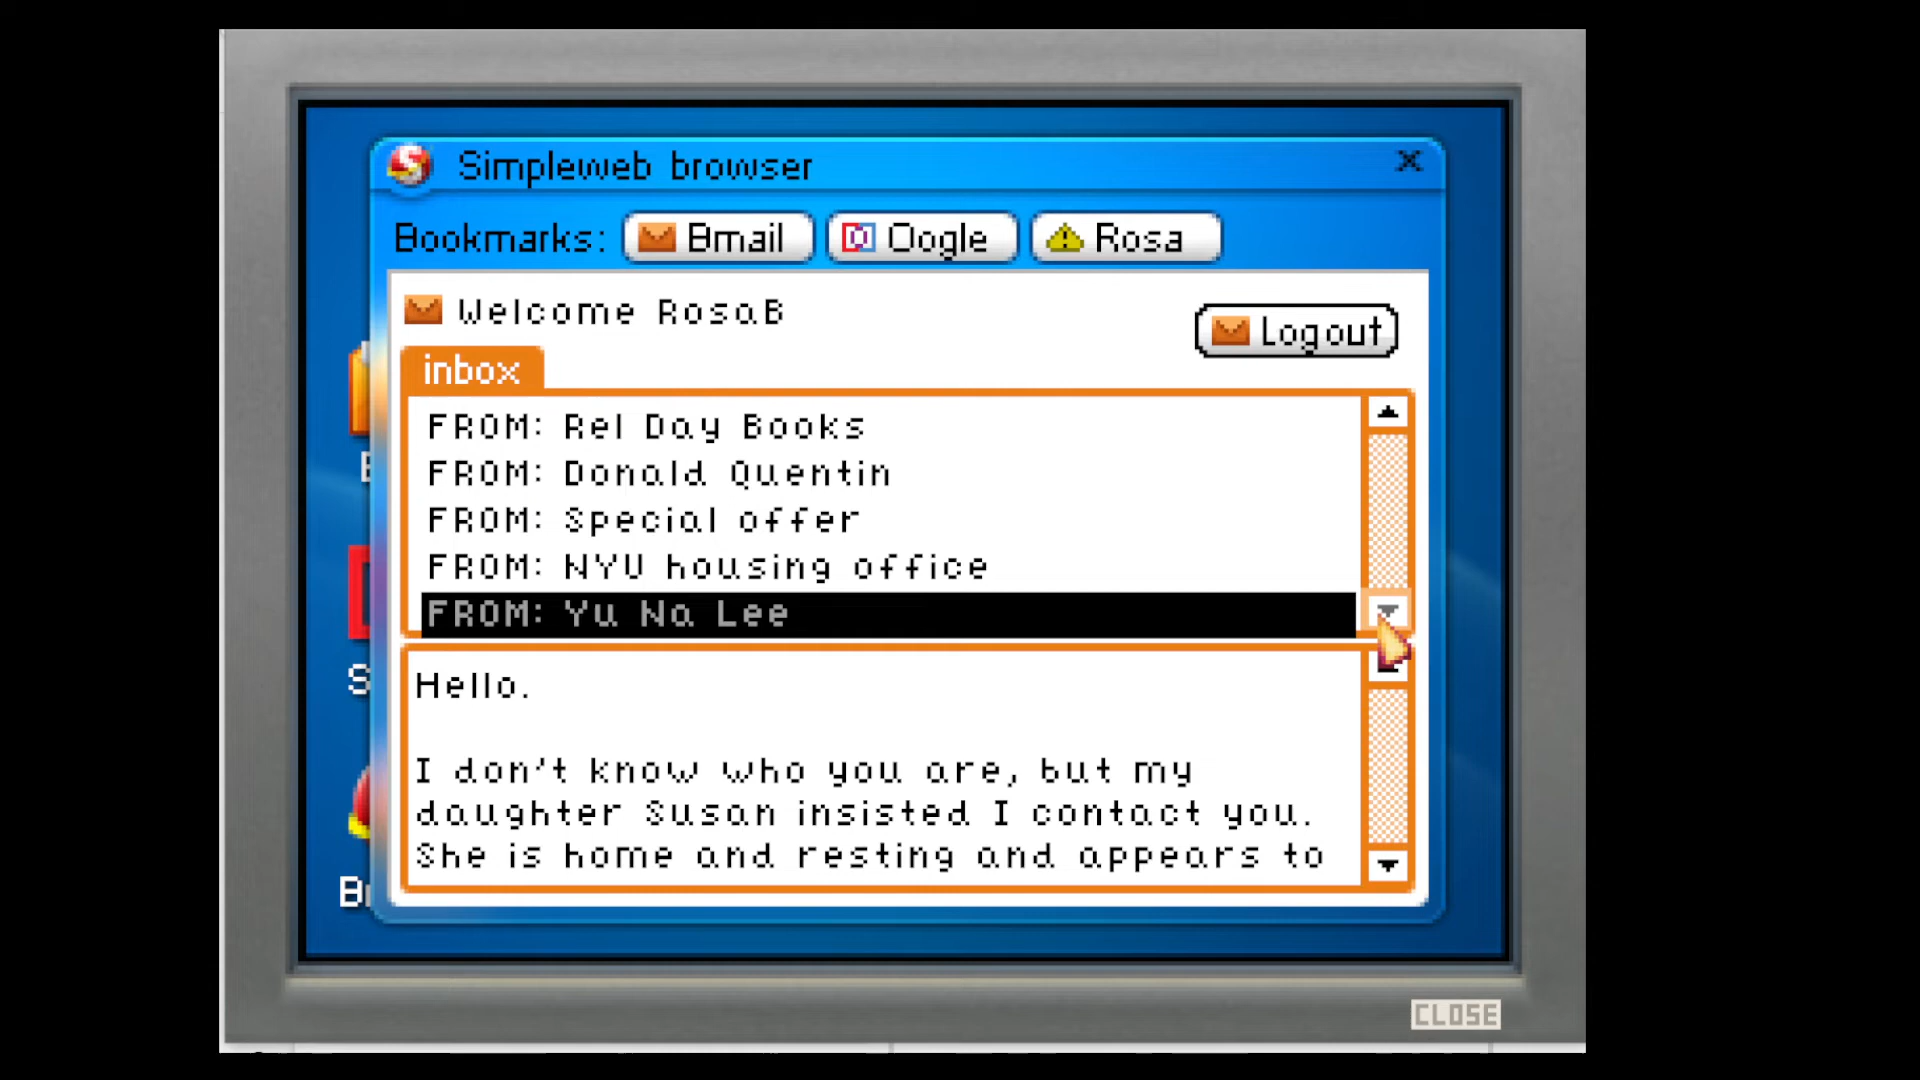 Simpleweb browser
Bookmarks: Bmail Oogle Rosa
Welcome RosaB
Logout
inbox
FROM: Rel Day Books
FROM: Donald Quentin
FROM: Special offer
FROM: NYU housing office
FROM: Yu Na Lee
Hello.
I don't know who you are, but my
daughter Susan insisted I contact you.
She is home and resting and appears to
CLOSE